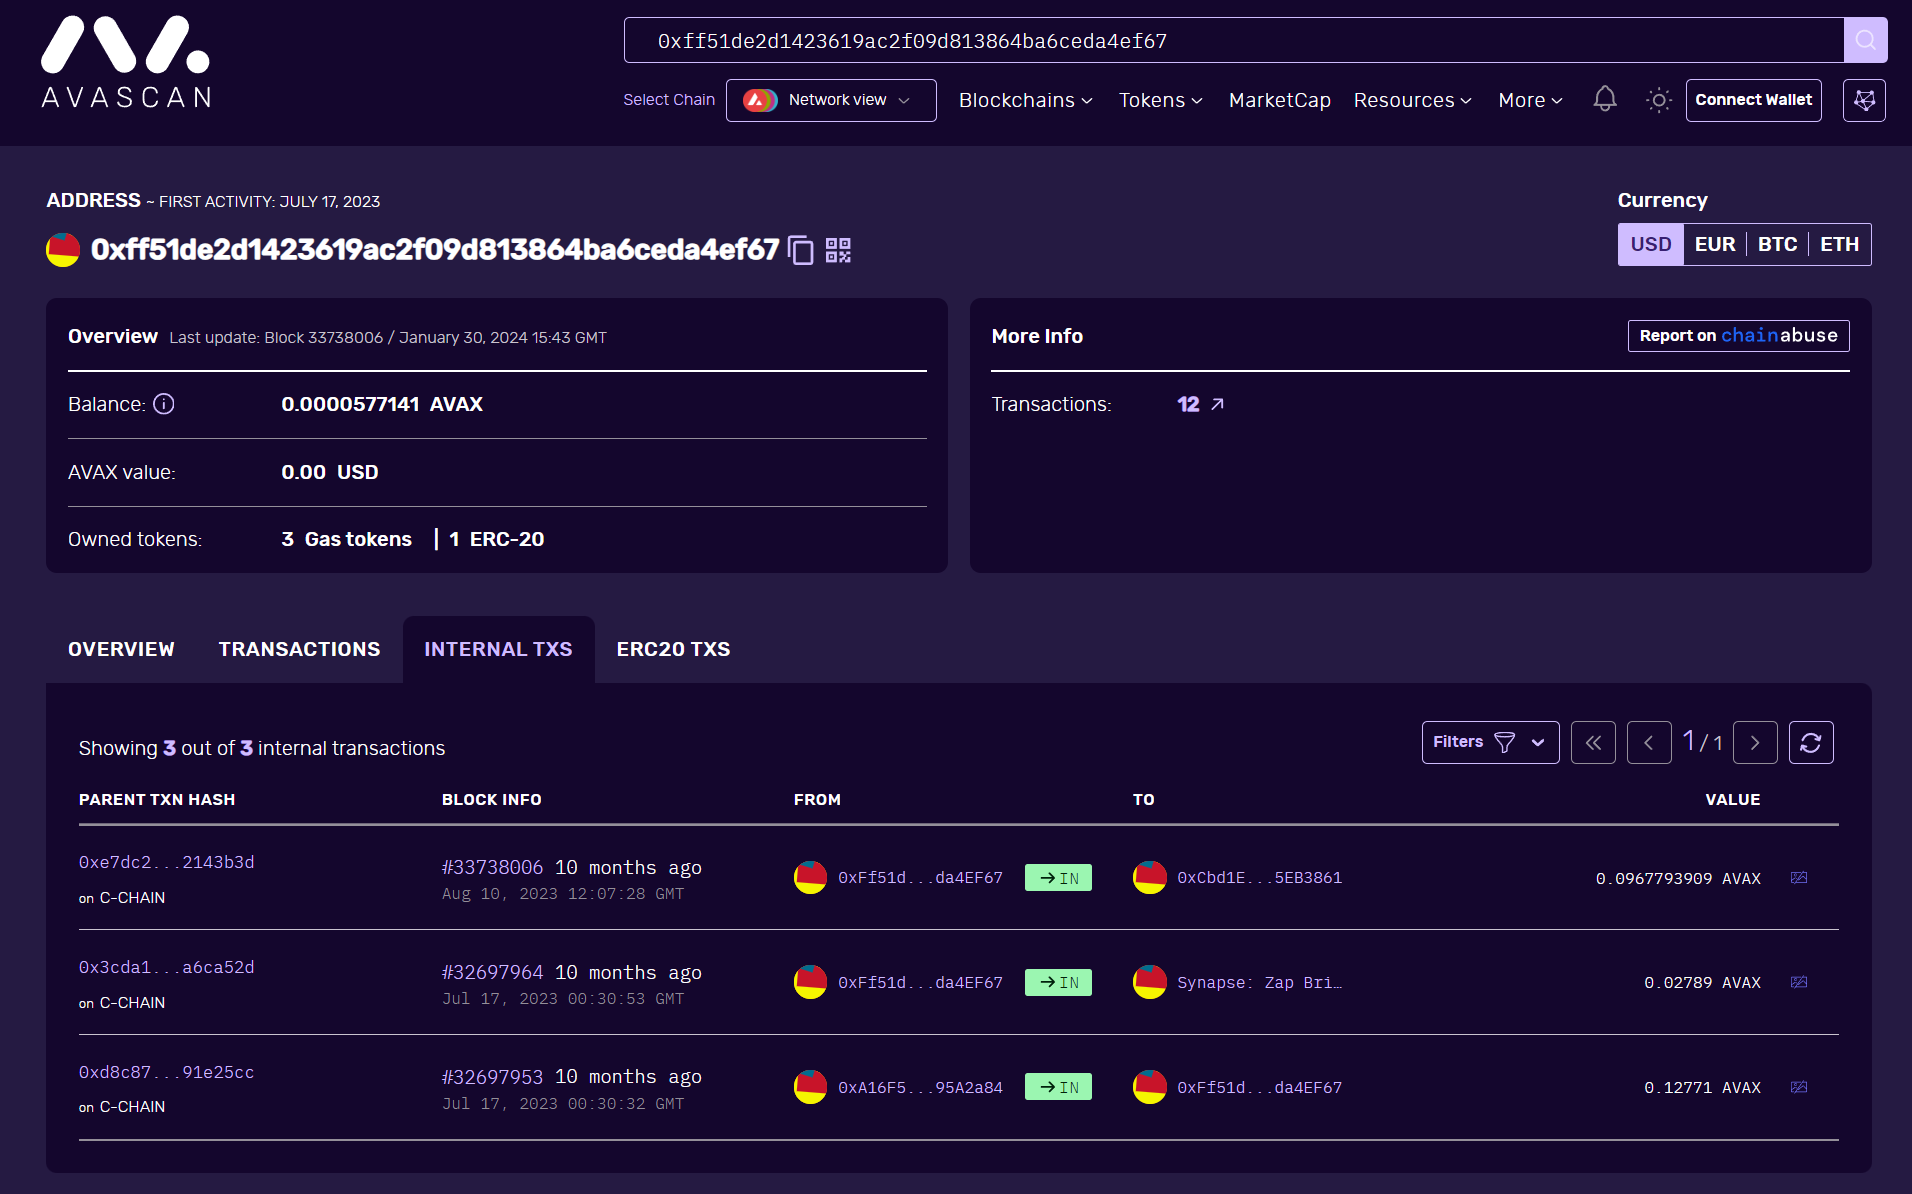 AVASCAN
0xff51de2d1423619ac2f09d813864ba6ceda4ef67
Select Chain Network view Blockchains Tokens MarketCap Resources More Connect Wallet
ADDRESS ~ FIRST ACTIVITY: JULY 17, 2023
0xff51de2d1423619ac2f09d813864ba6ceda4ef67
Currency
USD EUR BTC ETH
Overview Last update: Block 33738006 / January 30, 2024 15:43 GMT
Balance: 0.0000577141 AVAX
AVAX value: 0.00 USD
Owned tokens: 3 Gas tokens | 1 ERC-20
More Info Report on chainabuse
Transactions: 12
OVERVIEW TRANSACTIONS INTERNAL TXS ERC20 TXS
Showing 3 out of 3 internal transactions
Filters 1 / 1
PARENT TXN HASH BLOCK INFO FROM TO VALUE
0xe7dc2...2143b3d #33738006 10 months ago 0xFf51d...da4EF67 IN 0xCbd1E...5EB3861 0.0967793909 AVAX
on C-CHAIN Aug 10, 2023 12:07:28 GMT
0x3cda1...a6ca52d #32697964 10 months ago 0xFf51d...da4EF67 IN Synapse: Zap Bri… 0.02789 AVAX
on C-CHAIN Jul 17, 2023 00:30:53 GMT
0xd8c87...91e25cc #32697953 10 months ago 0xA16F5...95A2a84 IN 0xFf51d...da4EF67 0.12771 AVAX
on C-CHAIN Jul 17, 2023 00:30:32 GMT